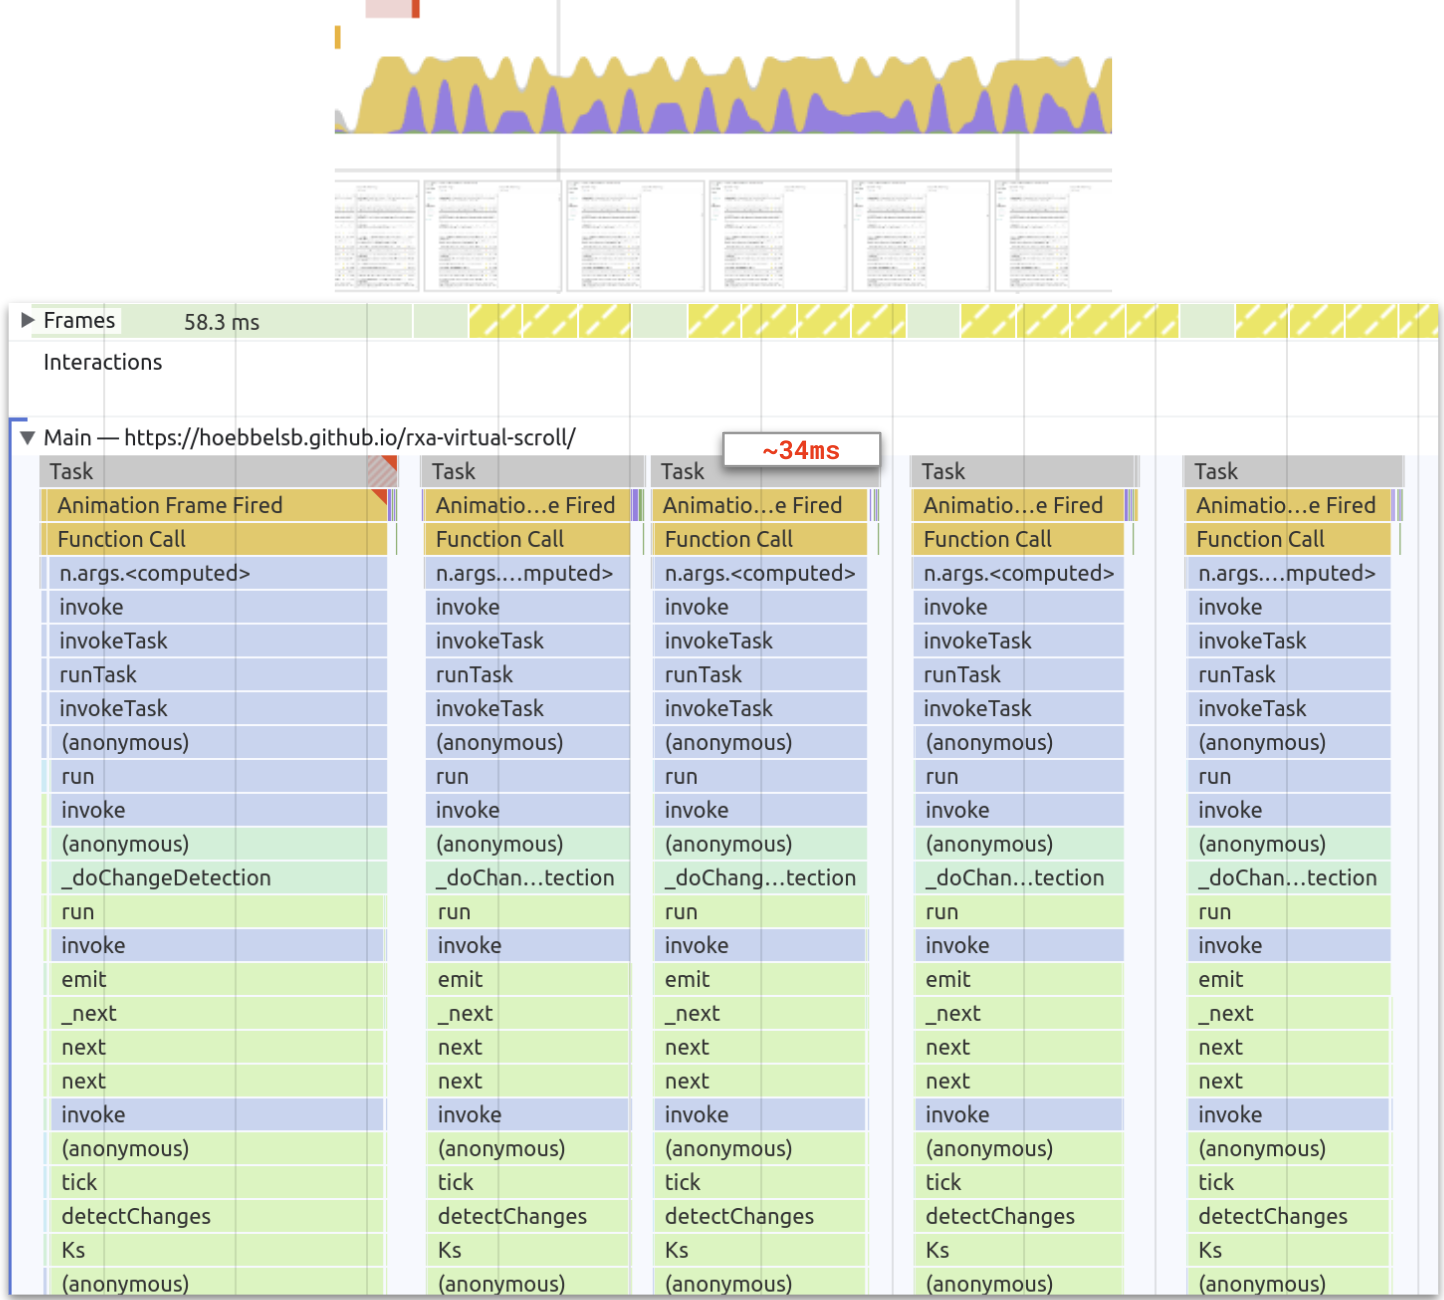 Frames 58.3 ms
Interactions
Main — https://hoebbelsb.github.io/rxa-virtual-scroll/
~34ms
Task Task Task Task Task
Animation Frame Fired Animatio...e Fired Animatio...e Fired Animatio...e Fired Animatio...e Fired
Function Call Function Call Function Call Function Call Function Call
n.args.<computed> n.args....mputed> n.args.<computed> n.args.<computed> n.args....mputed>
invoke invoke invoke invoke invoke
invokeTask invokeTask invokeTask invokeTask invokeTask
runTask runTask runTask runTask runTask
invokeTask invokeTask invokeTask invokeTask invokeTask
(anonymous) (anonymous) (anonymous) (anonymous) (anonymous)
run run run run run
invoke invoke invoke invoke invoke
(anonymous) (anonymous) (anonymous) (anonymous) (anonymous)
_doChangeDetection _doChan...tection _doChang...tection _doChan...tection _doChan...tection
run run run run run
invoke invoke invoke invoke invoke
emit emit emit emit emit
_next _next _next _next _next
next next next next next
next next next next next
invoke invoke invoke invoke invoke
(anonymous) (anonymous) (anonymous) (anonymous) (anonymous)
tick tick tick tick tick
detectChanges detectChanges detectChanges detectChanges detectChanges
Ks Ks Ks Ks Ks
(anonymous) (anonymous) (anonymous) (anonymous) (anonymous)